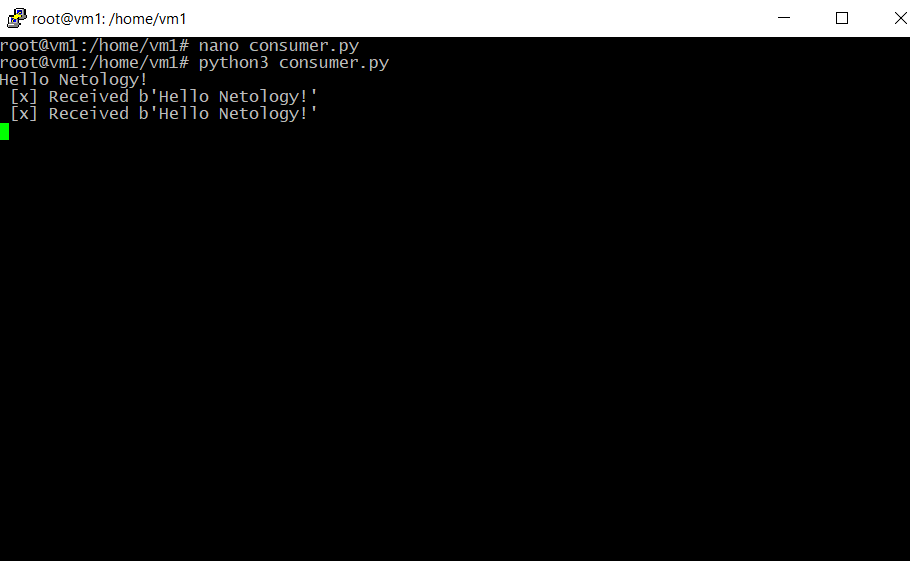 root@vm1: /home/vm1
root@vm1:/home/vm1# nano consumer.py
root@vm1:/home/vm1# python3 consumer.py
Hello Netology!
 [x] Received b'Hello Netology!'
 [x] Received b'Hello Netology!'